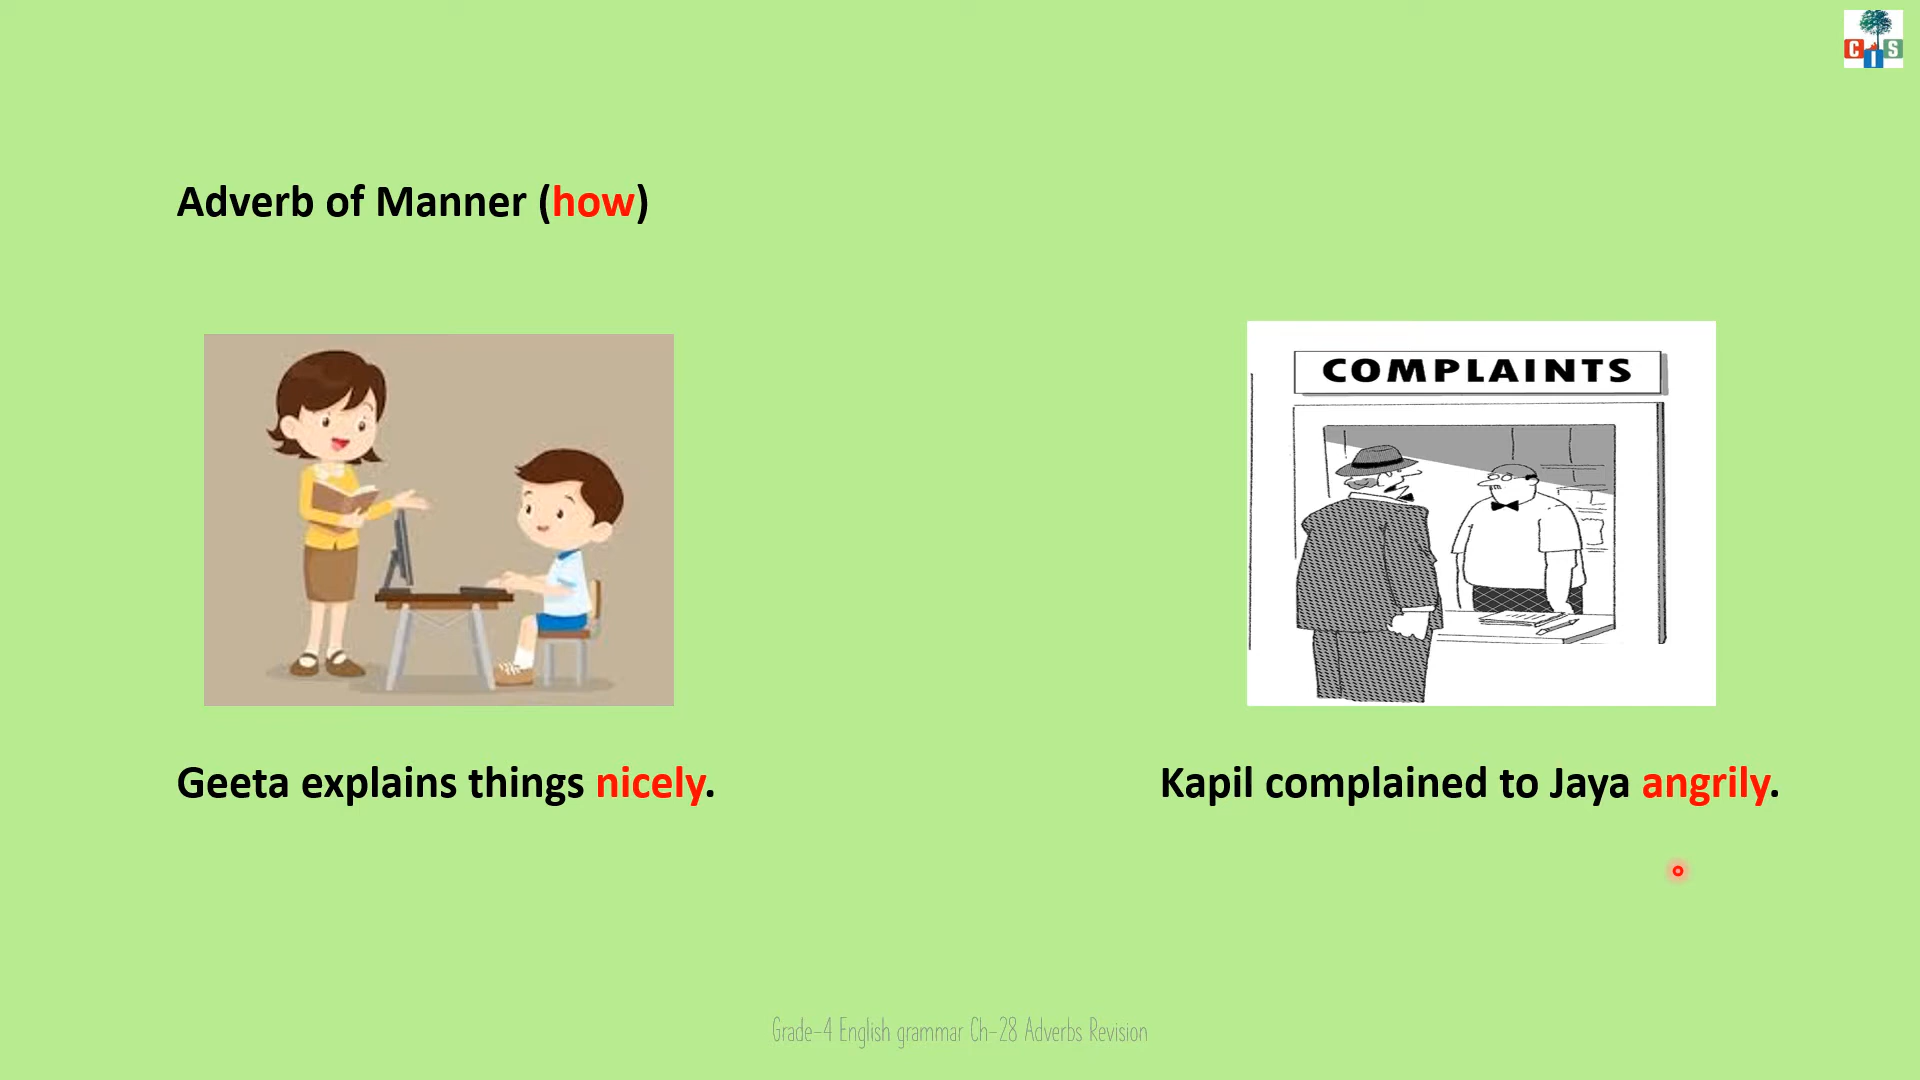 CIS
Adverb of Manner (how)
COMPLAINTS
Geeta explains things nicely.
Kapil complained to Jaya angrily.
Grade-4 English grammar Ch-28 Adverbs Revision